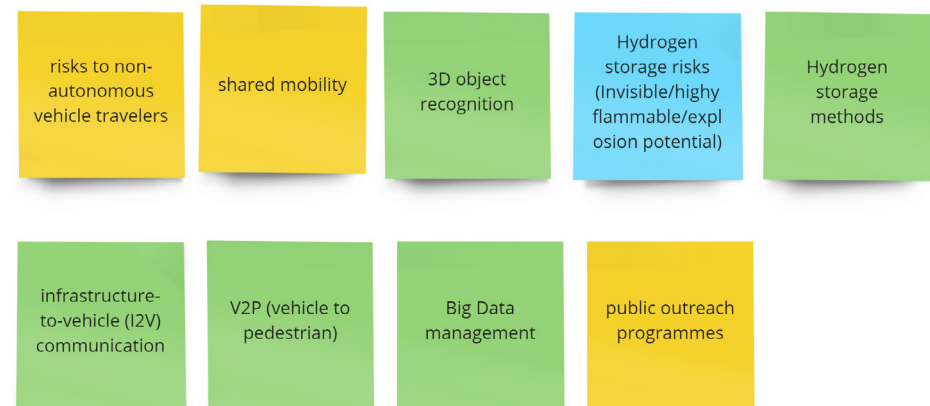 risks to non-
autonomous
vehicle travelers
shared mobility
3D object
recognition
Hydrogen
storage risks
(Invisible/highy
flammable/expl
osion potential)
Hydrogen
storage
methods
infrastructure-
to-vehicle (I2V)
communication
V2P (vehicle to
pedestrian)
Big Data
management
public outreach
programmes